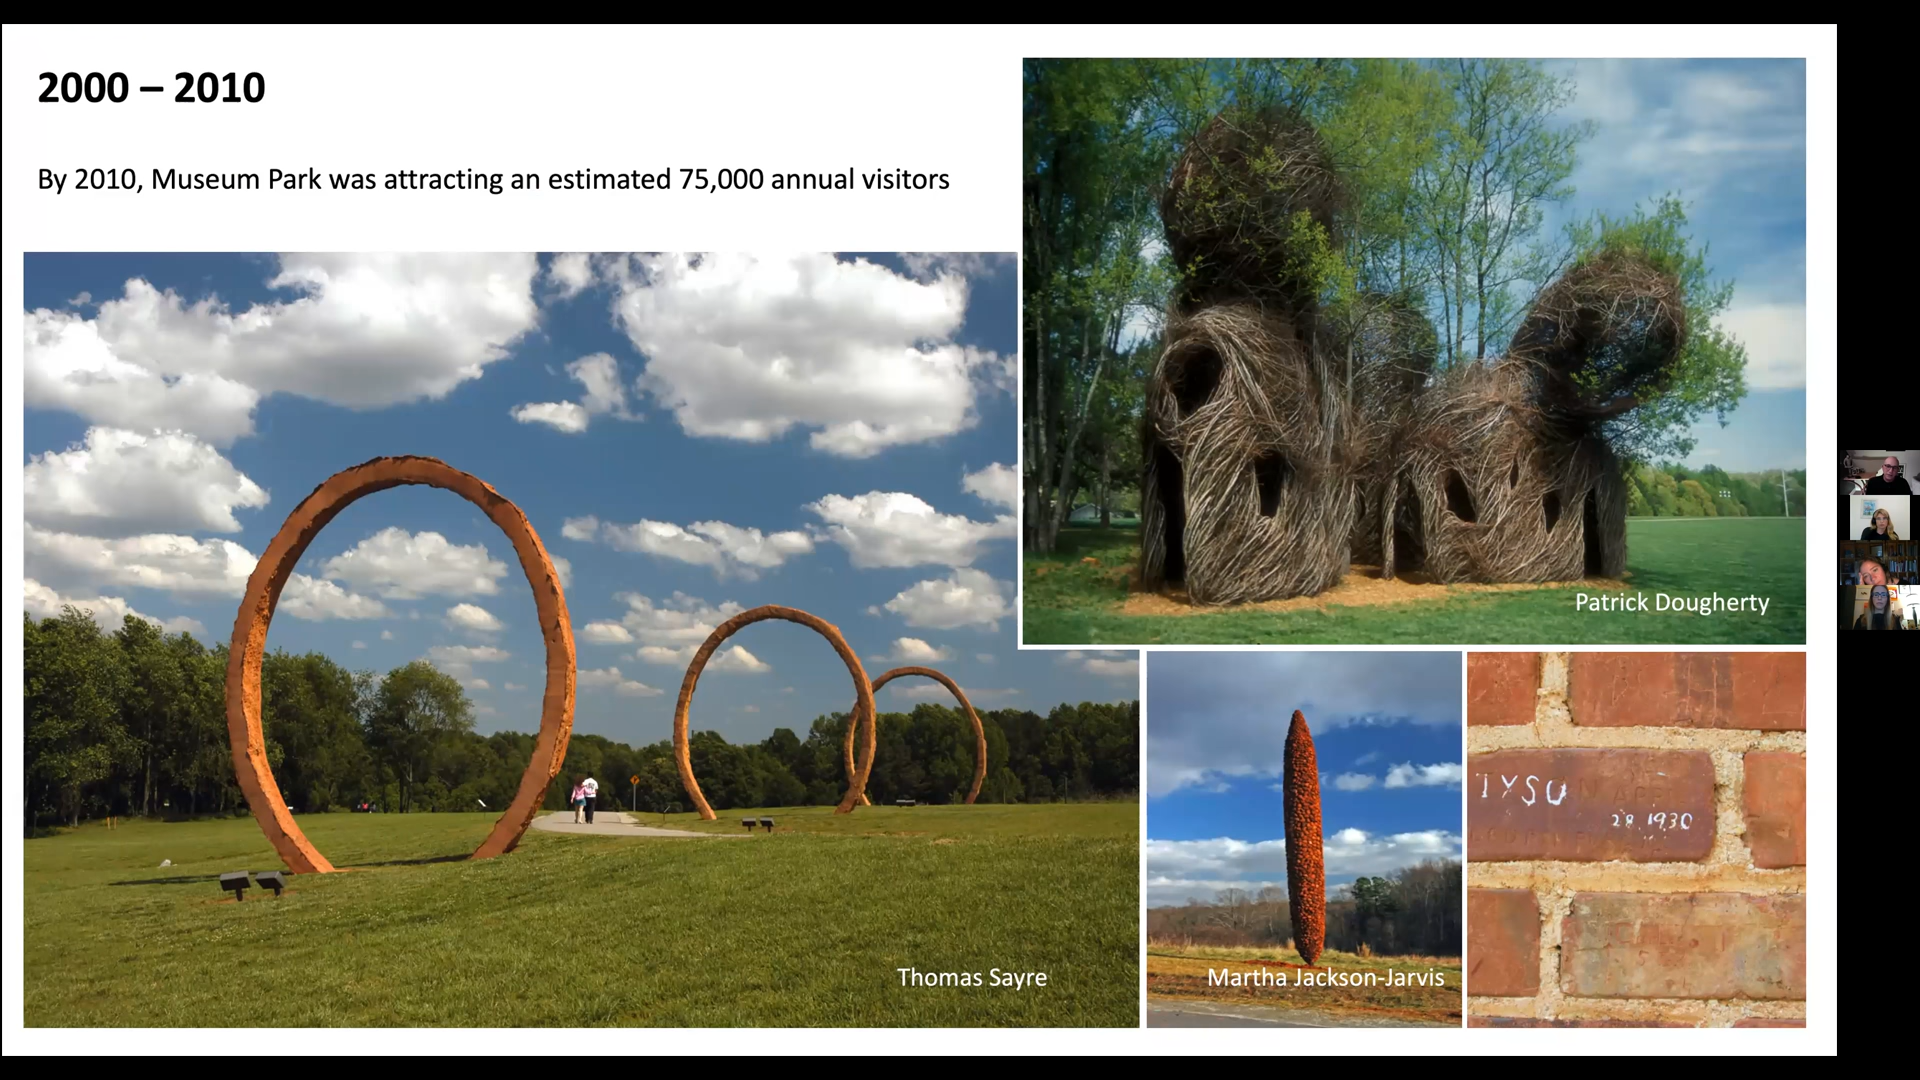 2000 – 2010
By 2010, Museum Park was attracting an estimated 75,000 annual visitors
Patrick Dougherty
Thomas Sayre
Martha Jackson-Jarvis
TYSON
28 1930